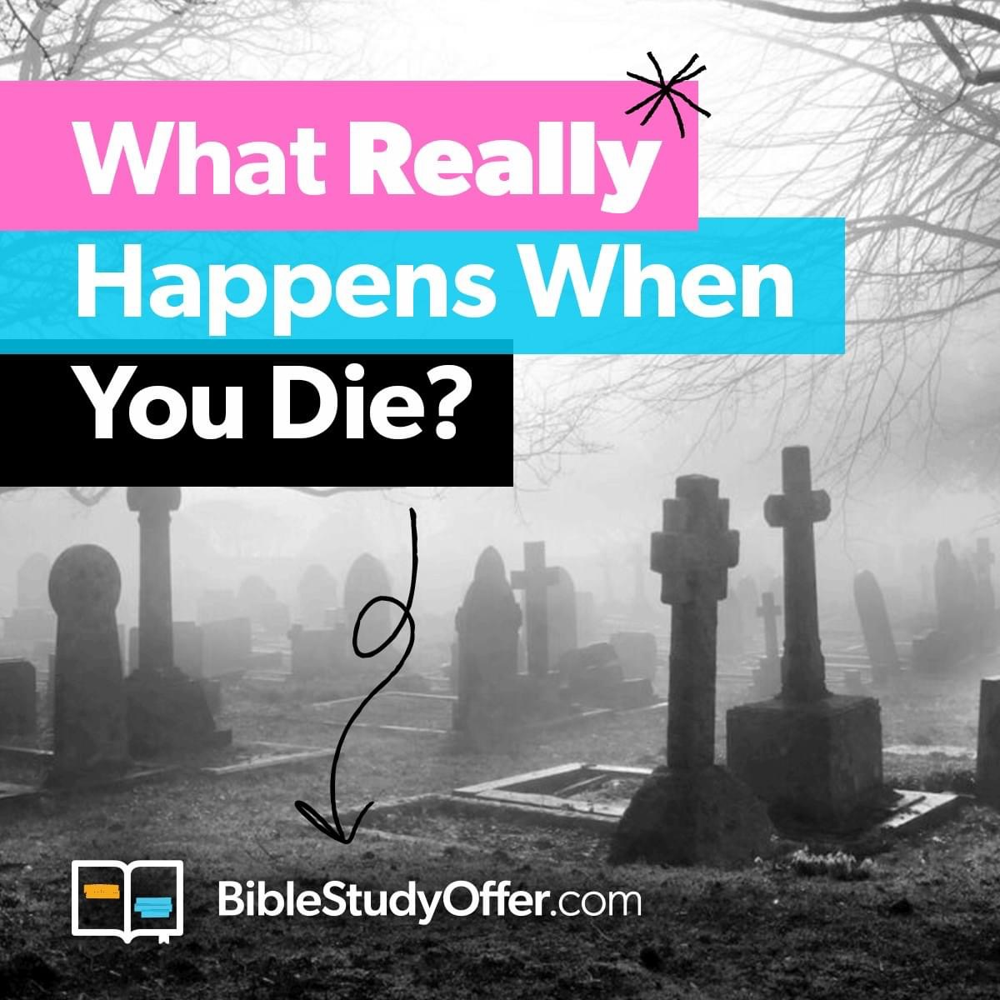 What Really
Happens When
You Die?
BibleStudyOffer.com